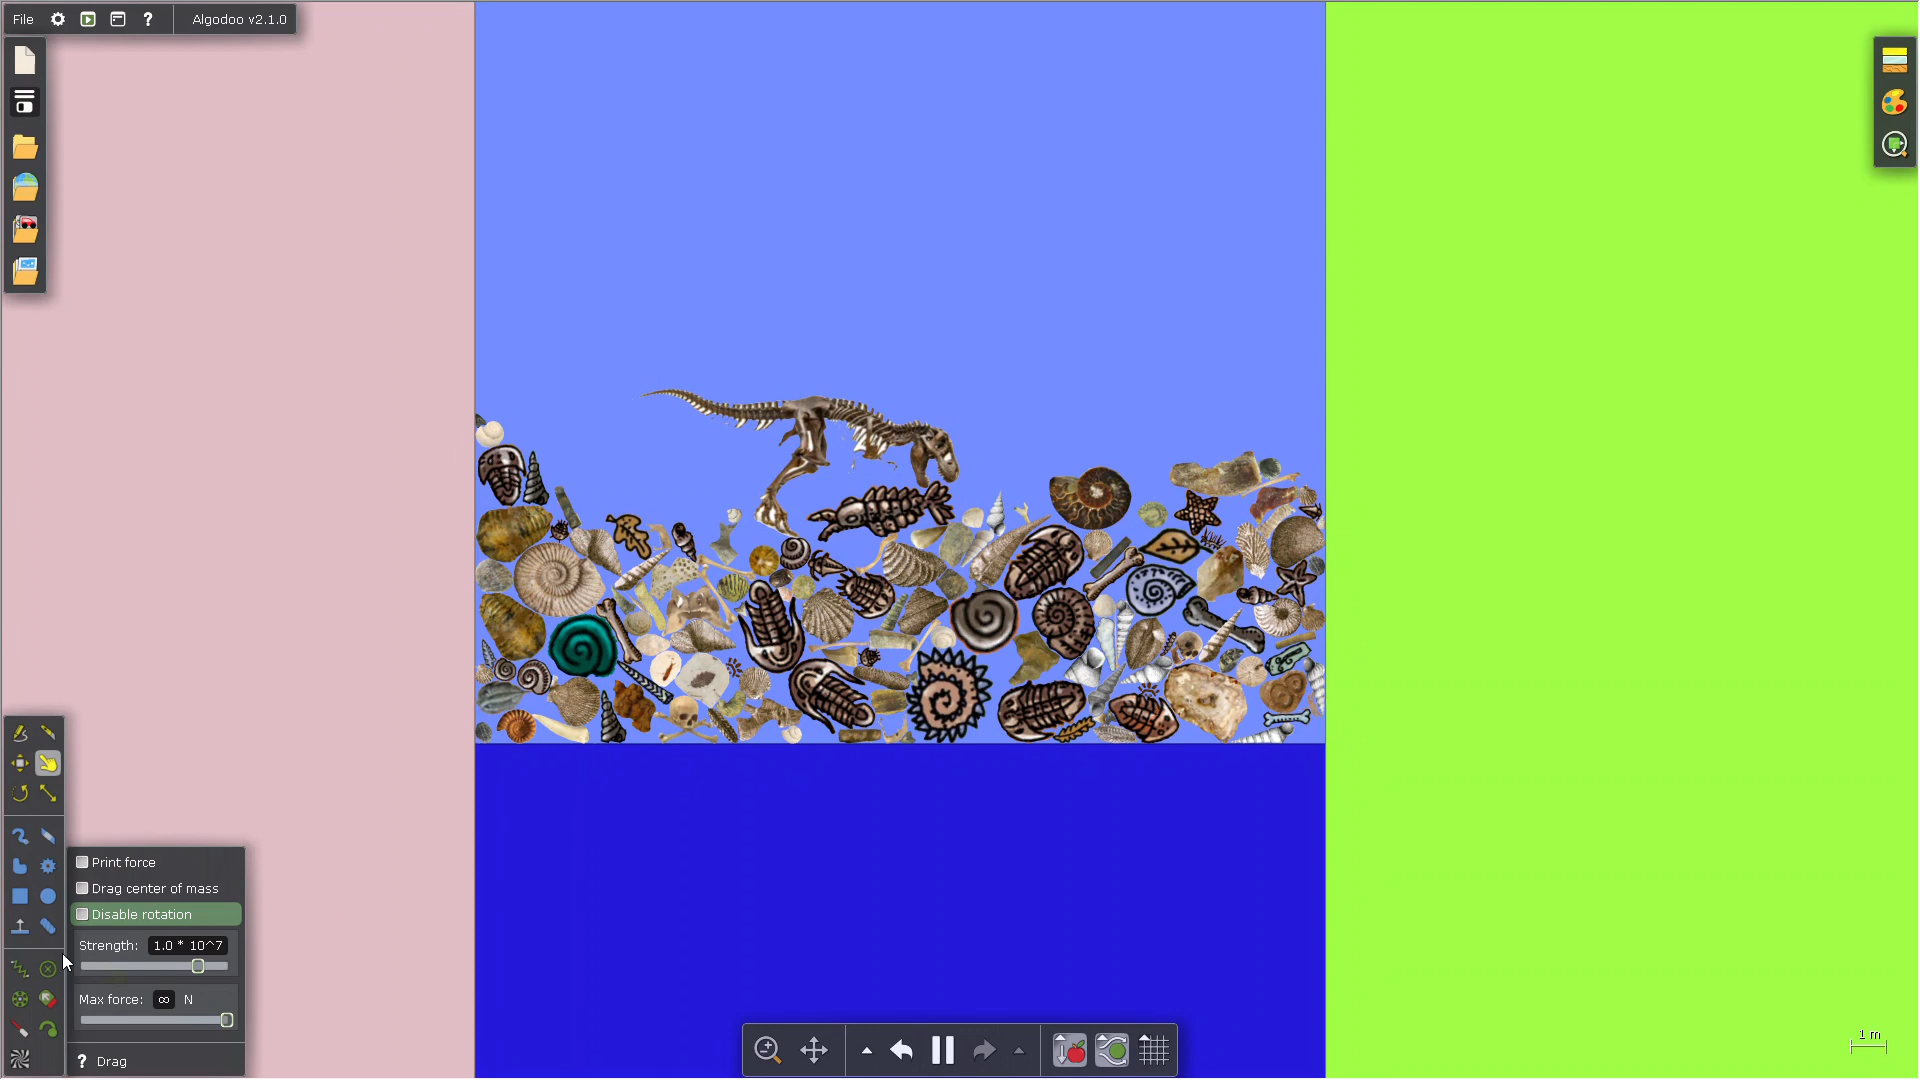 File ? Algodoo v2.1.0
Print force
Drag center of mass
Disable rotation
Strength: 1.0 * 10^7
Max force: ∞ N
? Drag
1 m